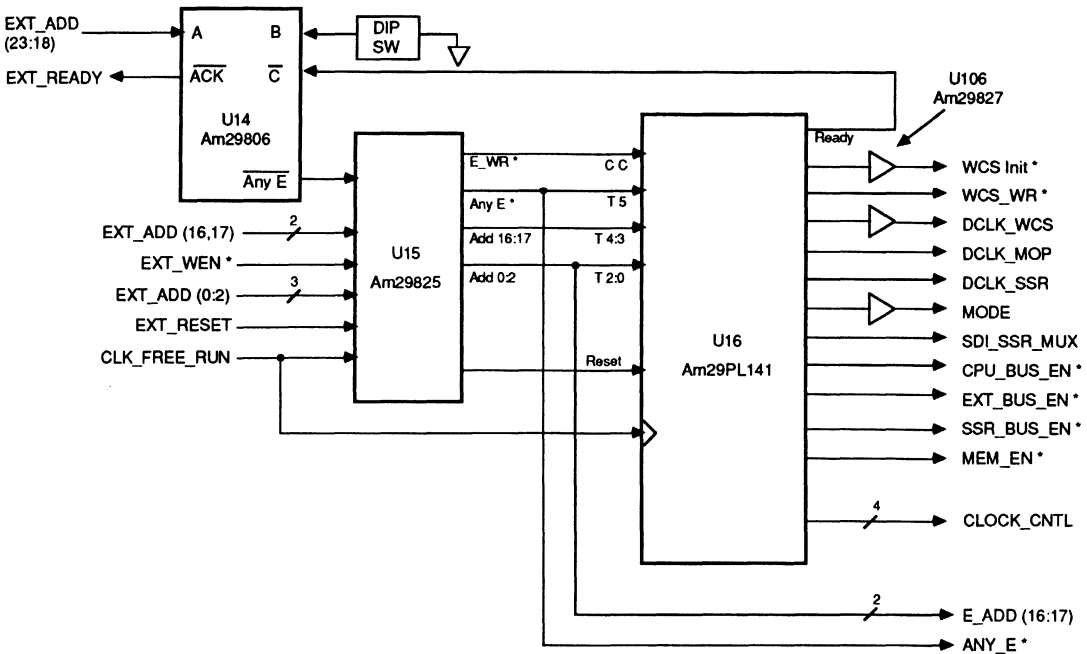 EXT_ADD
(23:18)
EXT_READY
A
B
ACK
C
U14
Am29806
Any E
DIP
SW
U106
Am29827
EXT_ADD (16,17)
2
EXT_WEN *
EXT_ADD (0:2)
3
EXT_RESET
CLK_FREE_RUN
U15
Am29825
E_WR *
Any E *
Add 16:17
Add 0:2
Reset
C C
T 5
T 4:3
T 2:0
Ready
U16
Am29PL141
WCS Init *
WCS_WR *
DCLK_WCS
DCLK_MOP
DCLK_SSR
MODE
SDI_SSR_MUX
CPU_BUS_EN *
EXT_BUS_EN *
SSR_BUS_EN *
MEM_EN *
4
CLOCK_CNTL
2
E_ADD (16:17)
ANY_E *